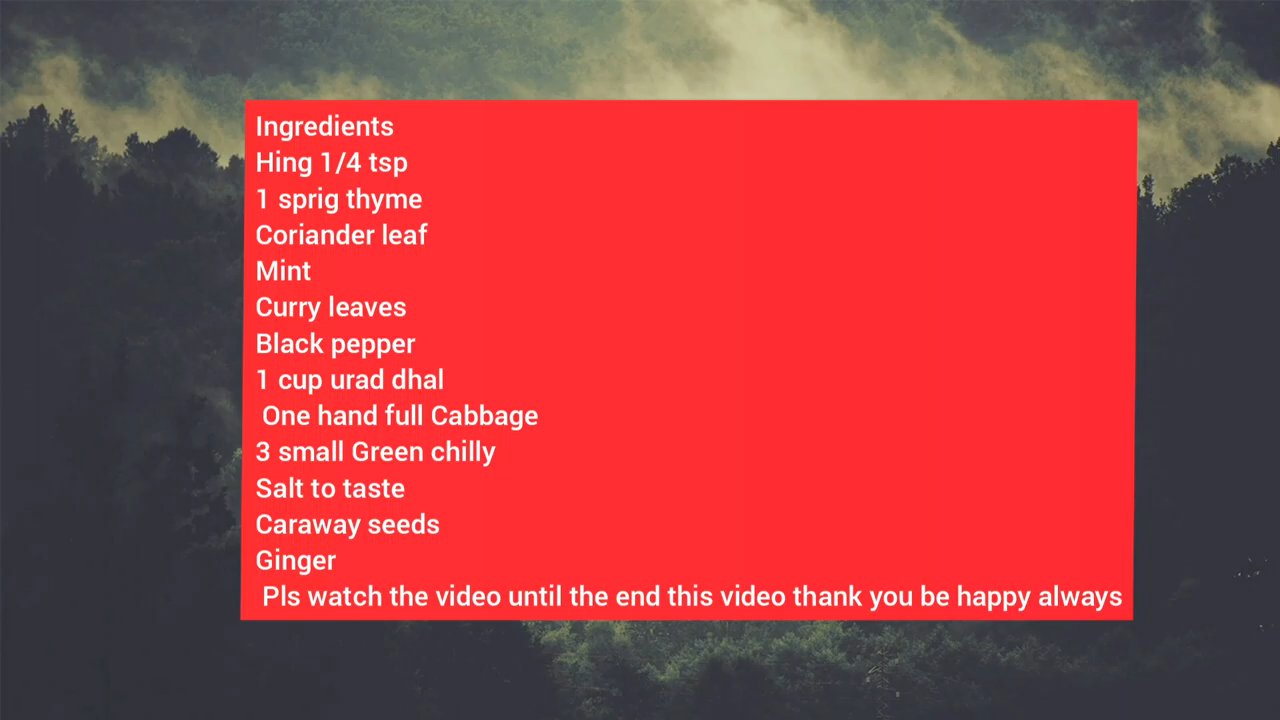 Ingredients
Hing 1/4 tsp
1 sprig thyme
Coriander leaf
Mint
Curry leaves
Black pepper
1 cup urad dhal
One hand full Cabbage
3 small Green chilly
Salt to taste
Caraway seeds
Ginger
Pls watch the video until the end this video thank you be happy always